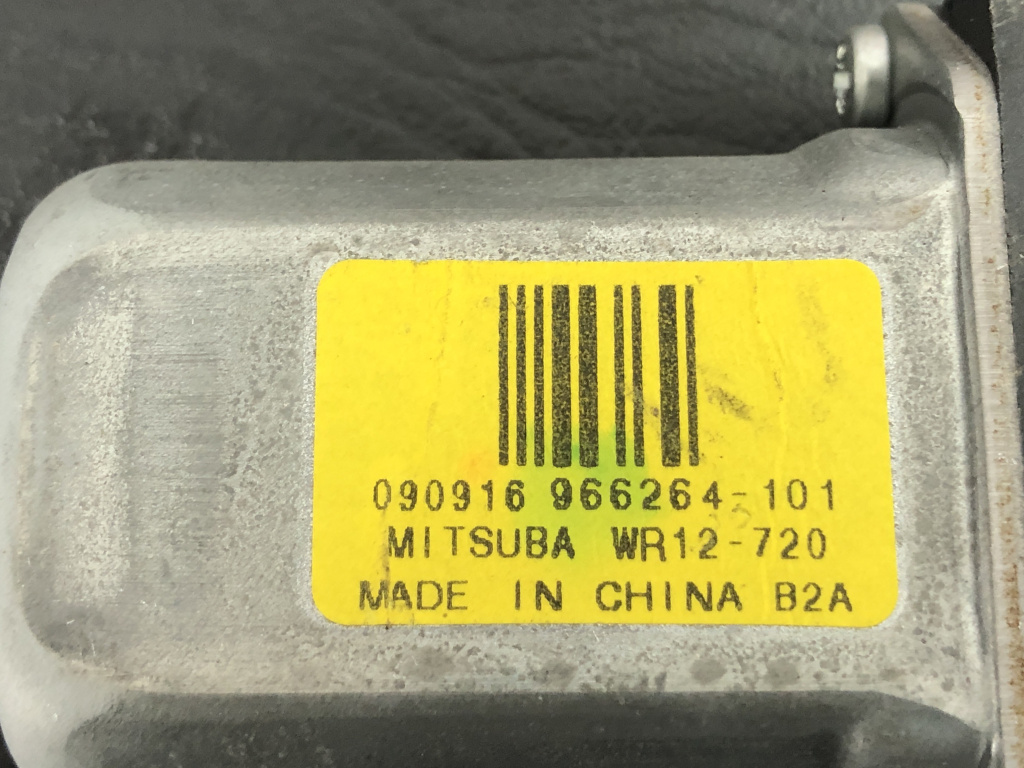 090916 966264-101
MITSUBA WR12-720
MADE IN CHINA B2A